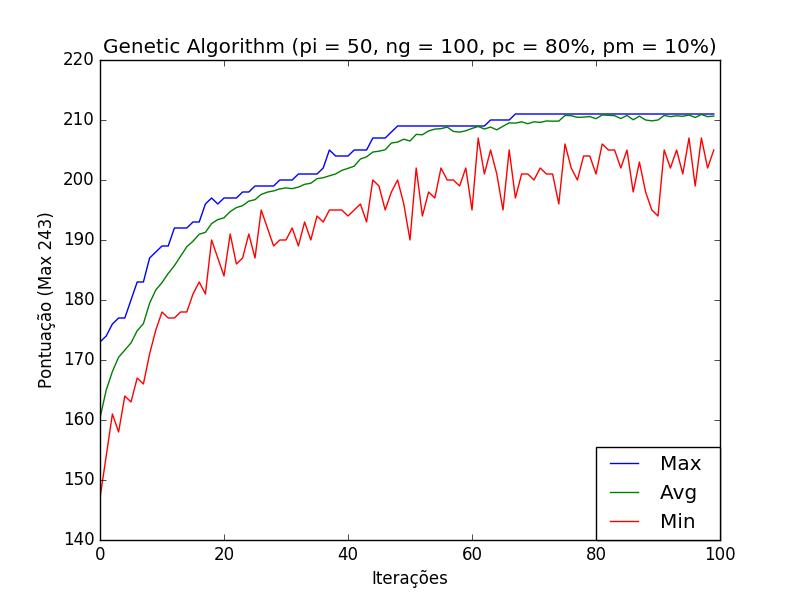 Genetic Algorithm (pi = 50, ng = 100, pc = 80%, pm = 10%)
220
210
200
190
180
170
160
150
140
Pontuação (Max 243)
0 20 40 60 80 100
Iterações
Max
Avg
Min